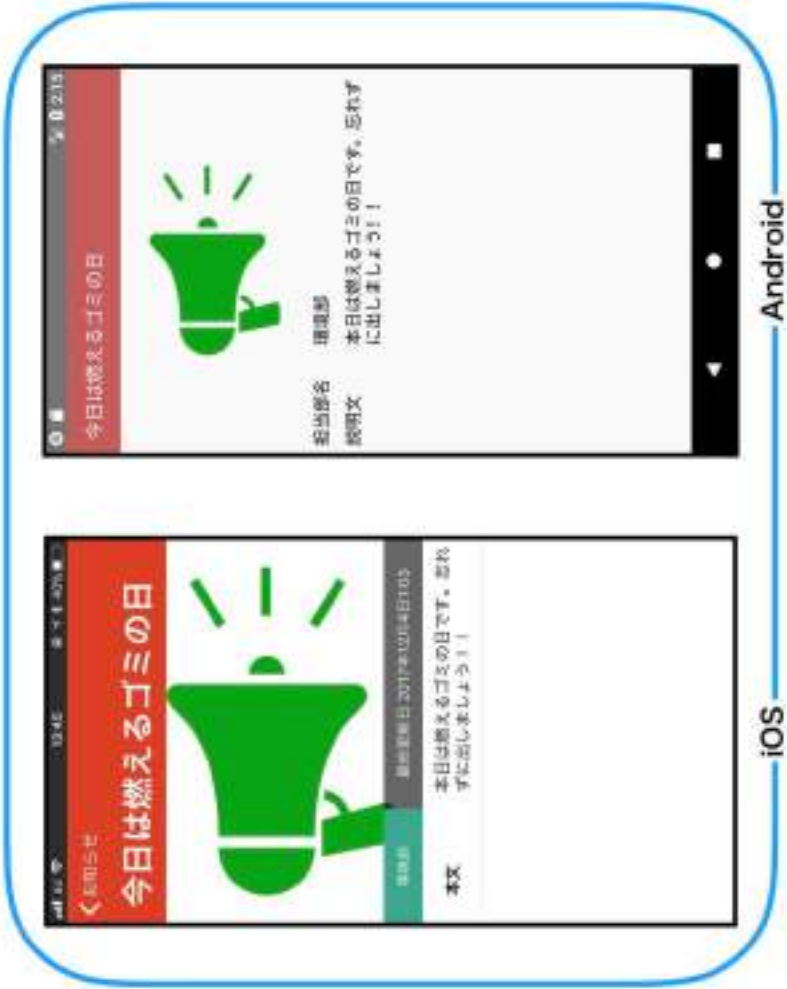 お知らせ
今日は燃えるゴミの日
環境部
本文
本日は燃えるゴミの日です。忘れ
ずに出しましょう！！
iOS
2:15
今日は燃えるゴミの日
担当部名 環境部
説明文 本日は燃えるゴミの日です。忘れず
に出しましょう！！
Android